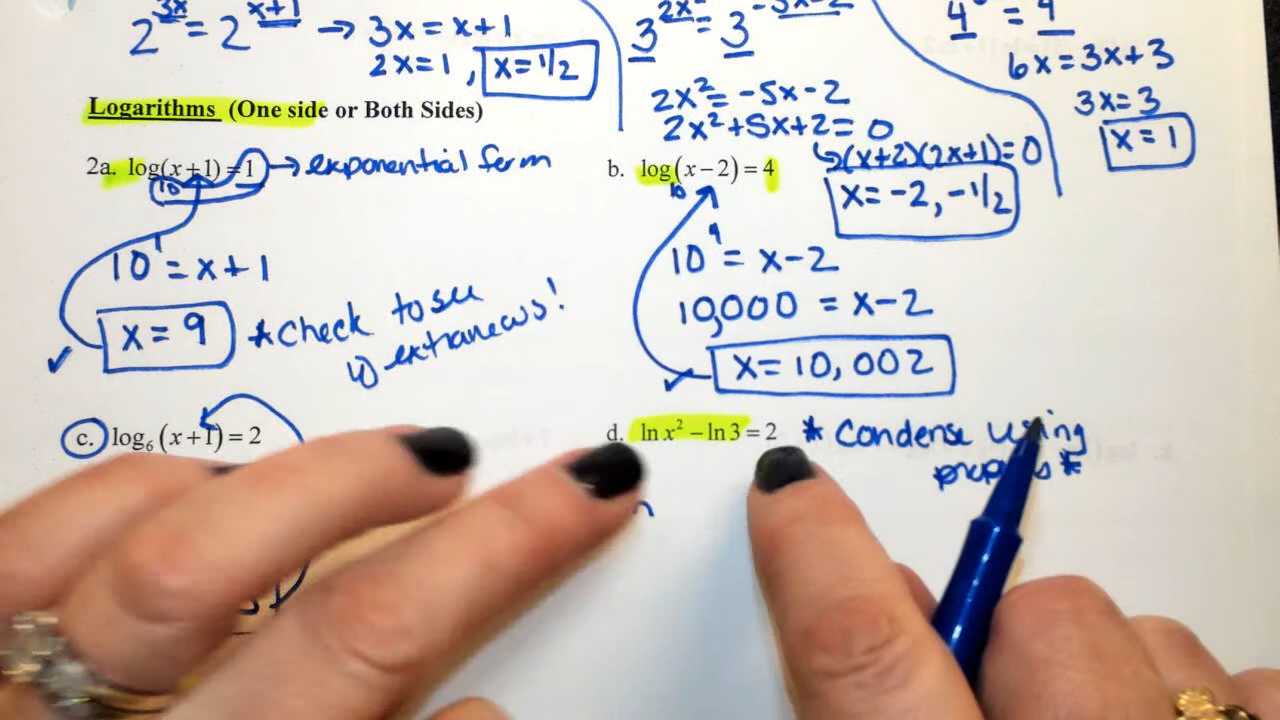 2^3x = 2^x+1 → 3x = x+1
2x = 1 , x = 1/2
3^2x² = 3^-5x-2
2x² = -5x-2
2x² + 5x + 2 = 0
(x+2)(2x+1) = 0
x = -2, -1/2
4 = 4
6x = 3x+3
3x = 3
x = 1
Logarithms (One side or Both Sides)
2a. log(x+1) = 1 → exponential form
10
10^1 = x+1
x = 9 *Check to see
if extraneous!
b. log(x−2) = 4
10
10^4 = x-2
10,000 = x-2
x = 10,002
c. log₆(x+1) = 2
d. ln x² − ln 3 = 2 * Condense using
*